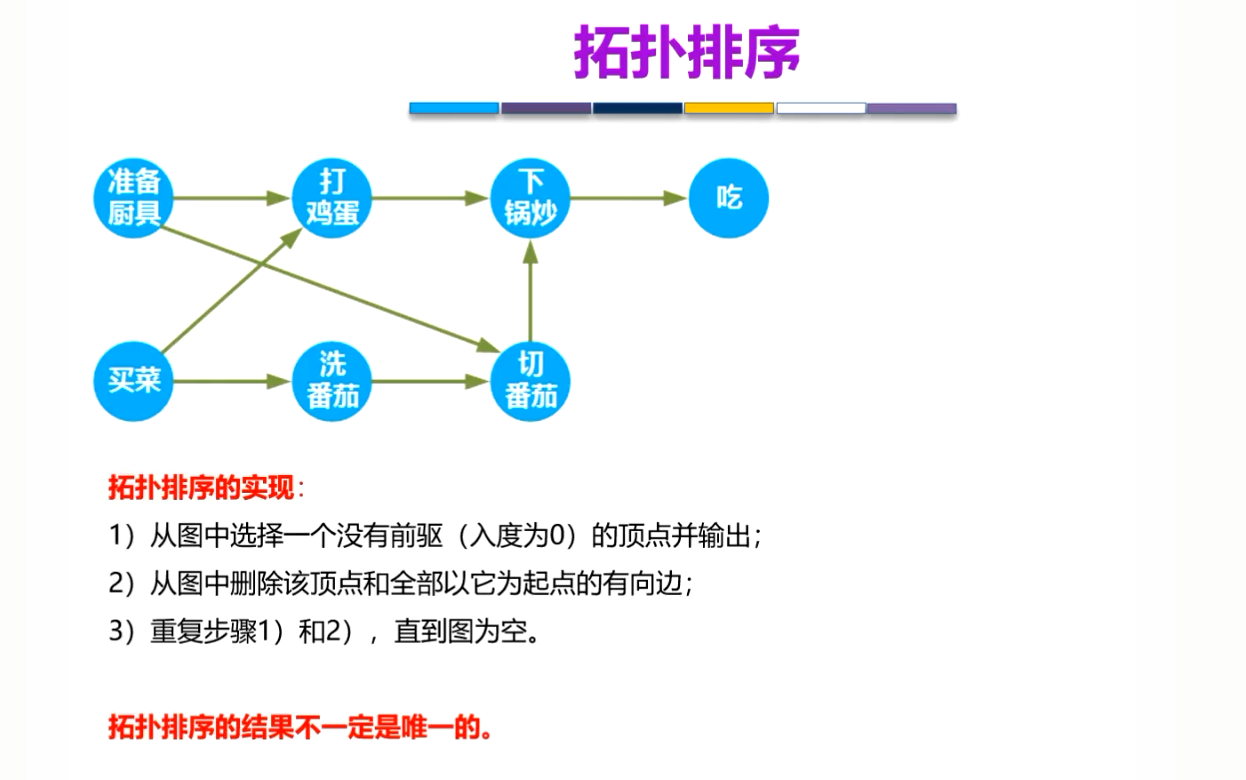 拓扑排序
准备
厨具
打
鸡蛋
下
锅炒
吃
买菜
洗
番茄
切
番茄
拓扑排序的实现：
1）从图中选择一个没有前驱（入度为0）的顶点并输出；
2）从图中删除该顶点和全部以它为起点的有向边；
3）重复步骤1）和2），直到图为空。
拓扑排序的结果不一定是唯一的。